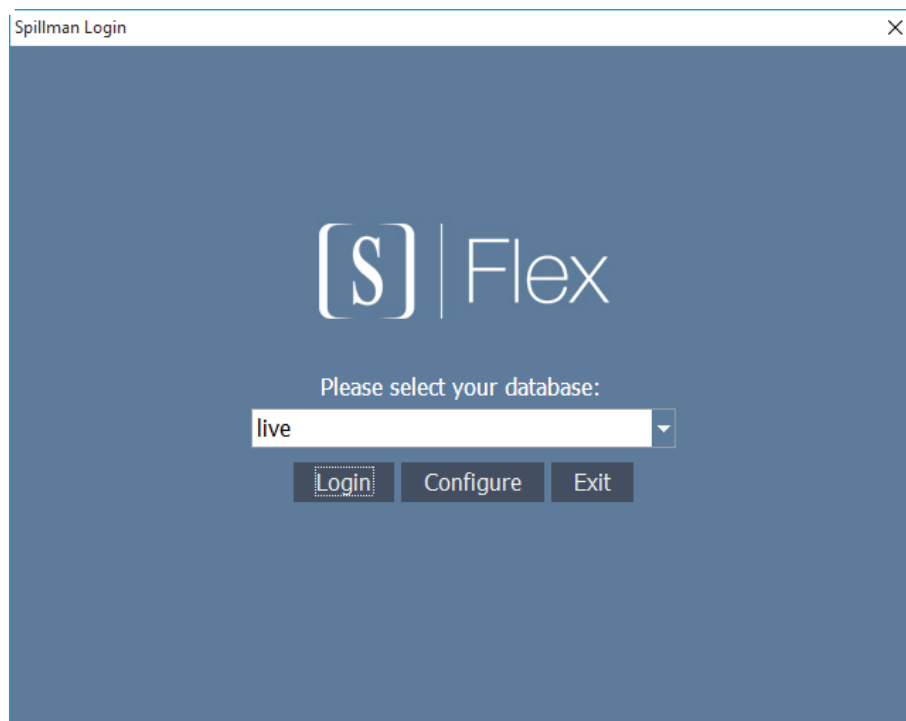 Spillman Login
[S] Flex
Please select your database:
live
Login Configure Exit